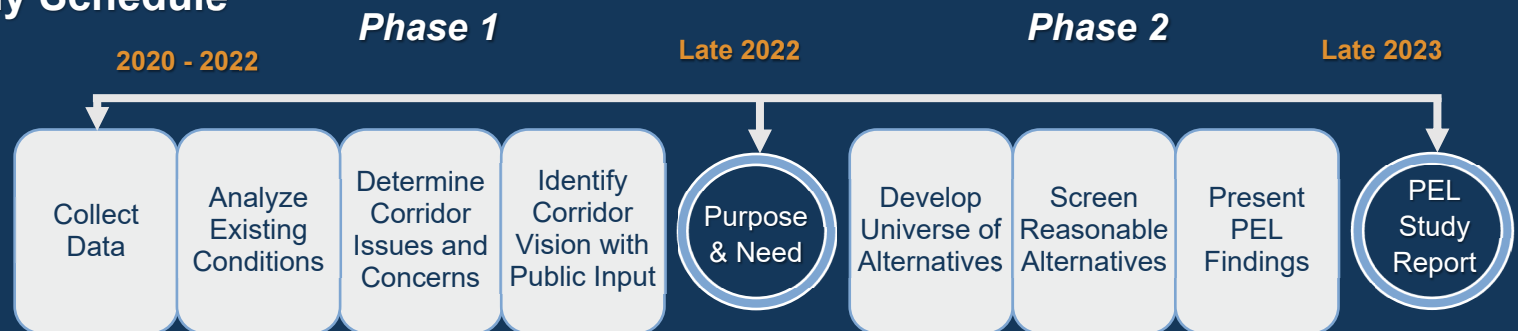 Schedule
Phase 1
Phase 2
2020 - 2022
Late 2022
Late 2023
Collect
Data
Analyze
Existing
Conditions
Determine
Corridor
Issues and
Concerns
Identify
Corridor
Vision with
Public Input
Purpose
& Need
Develop
Universe of
Alternatives
Screen
Reasonable
Alternatives
Present
PEL
Findings
PEL
Study
Report